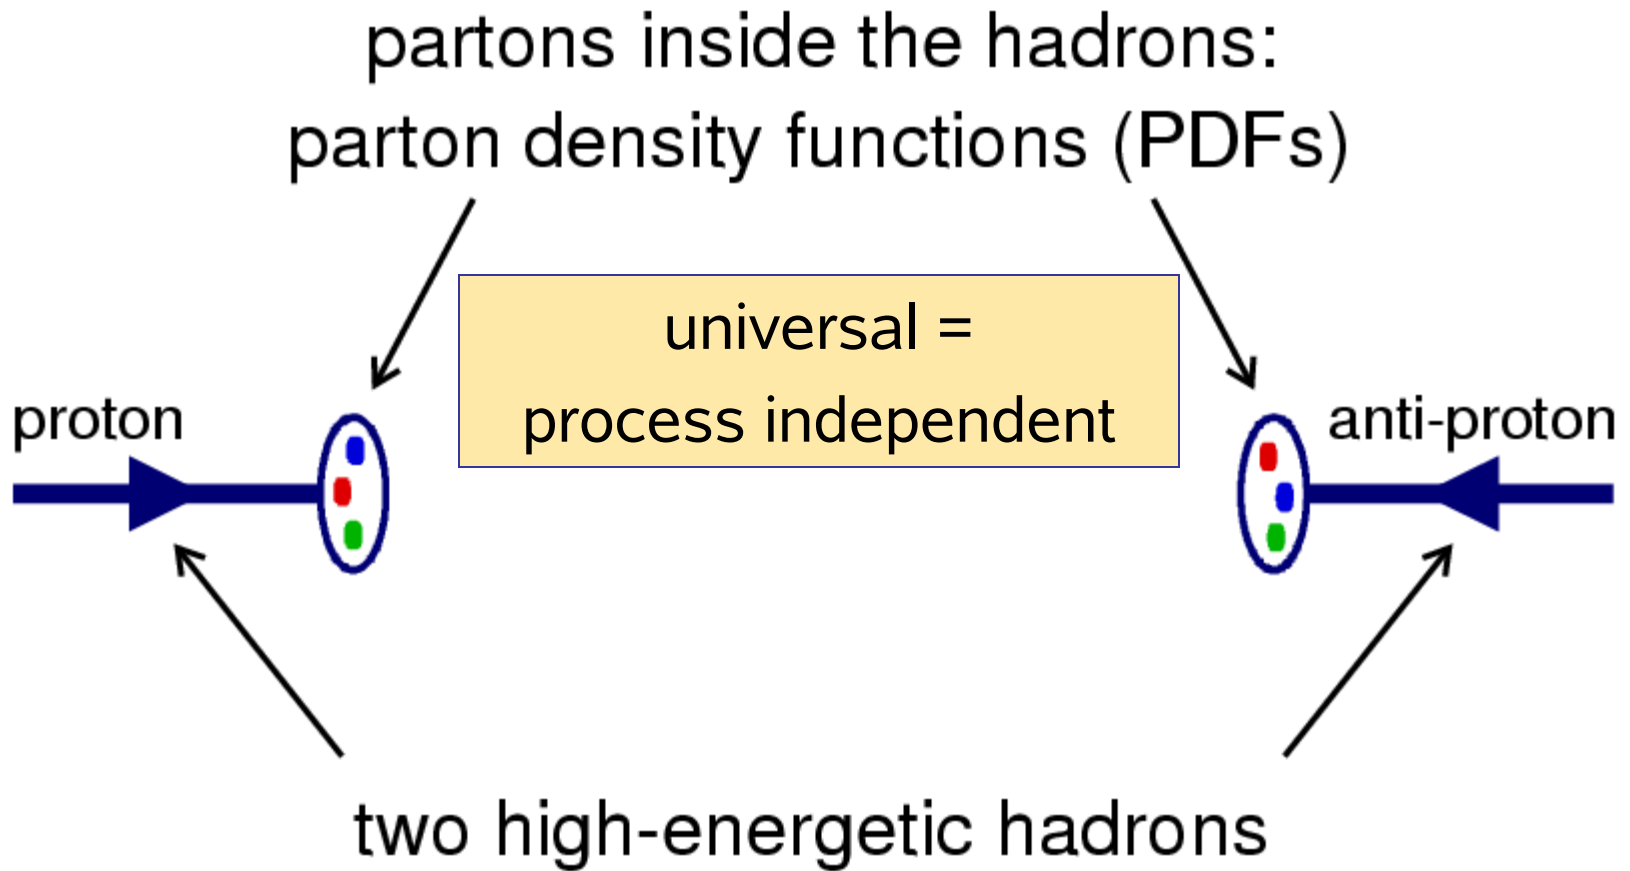 partons inside the hadrons:
parton density functions (PDFs)
universal =
process independent
proton
anti-proton
two high-energetic hadrons